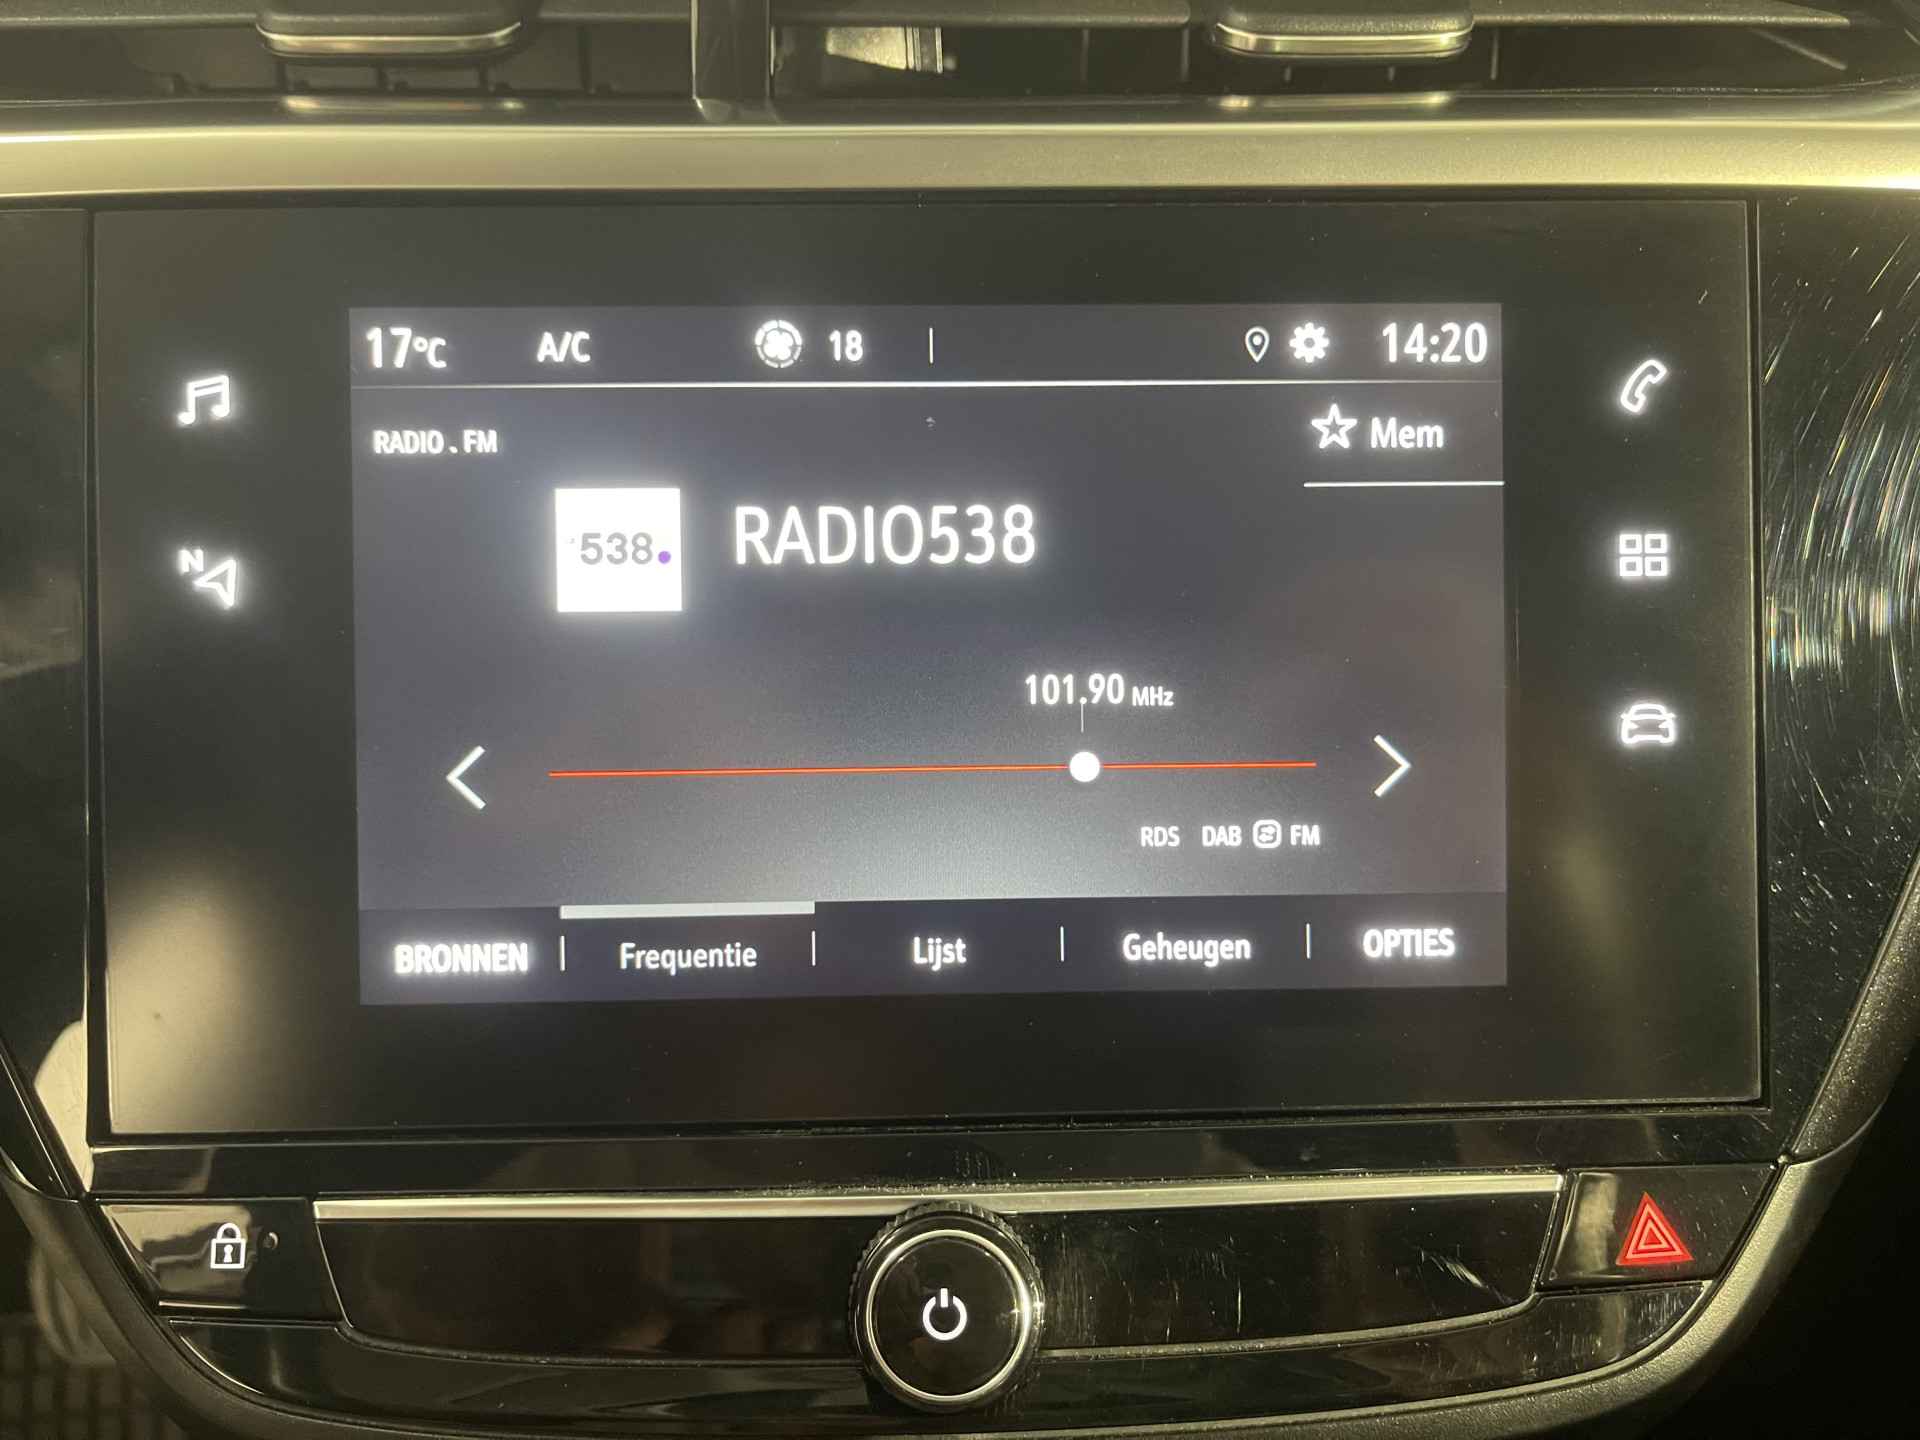 17°C A/C 18 14:20
RADIO . FM
Mem
538.
RADIO538
N
101.90 MHz
RDS DAB FM
BRONNEN Frequentie Lijst Geheugen OPTIES